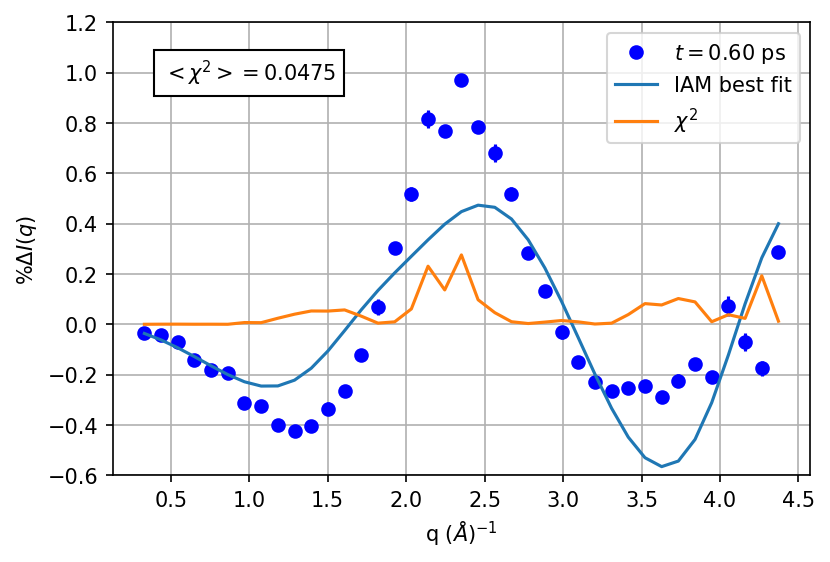 1.2
1.0
0.8
0.6
0.4
0.2
0.0
−0.2
−0.4
−0.6
%ΔI(q)
<χ²> = 0.0475
t = 0.60 ps
IAM best fit
χ²
0.5 1.0 1.5 2.0 2.5 3.0 3.5 4.0 4.5
q (Å)⁻¹